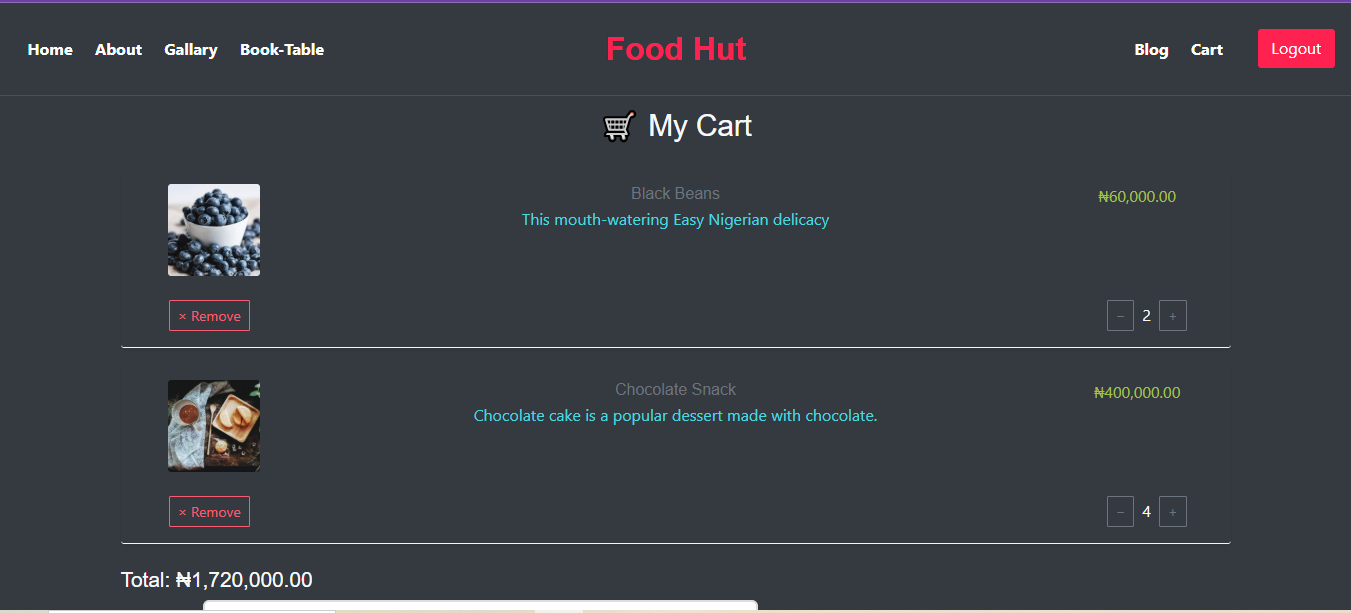 Home About Gallary Book-Table Food Hut Blog Cart Logout
My Cart
Black Beans
₦60,000.00
This mouth-watering Easy Nigerian delicacy
× Remove − 2 +
Chocolate Snack
₦400,000.00
Chocolate cake is a popular dessert made with chocolate.
× Remove − 4 +
Total: ₦1,720,000.00